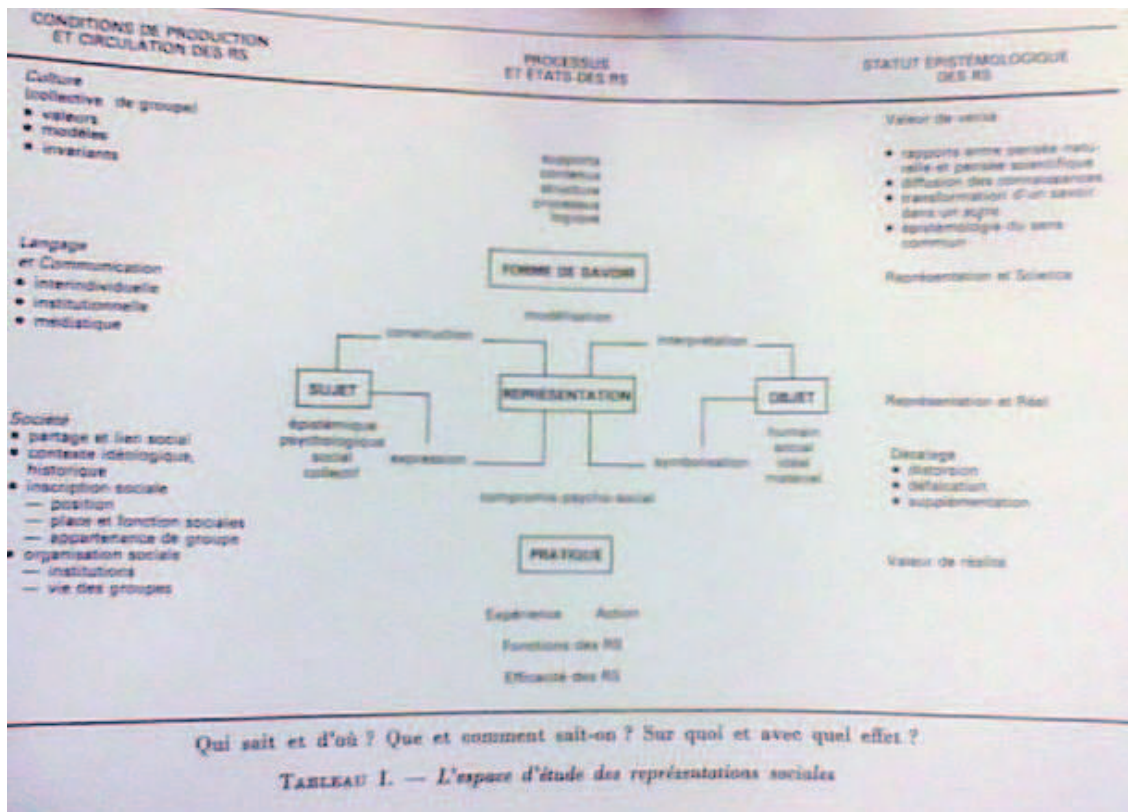 CONDITIONS DE PRODUCTION
ET CIRCULATION DES RS
PROCESSUS
ET ÉTATS DES RS
STATUT ÉPISTÉMOLOGIQUE
DES RS
Culture
(collective de groupe)
• valeurs
• modèles
• invariants
Langage
et Communication
• interindividuelle
• institutionnelle
• médiatique
Société
• partage et lien social
• contexte idéologique,
historique
• inscription sociale
— position
— place et fonction sociales
— appartenance de groupe
• organisation sociale
— institutions
— vie des groupes
supports
contenus
structure
processus
logique
FORME DE SAVOIR
modélisation
construction
interprétation
SUJET
REPRÉSENTATION
OBJET
épistémique
psychologique
social
collectif
expression
symbolisation
humain
social
idéel
matériel
compromis psycho-social
PRATIQUE
Expérience Action
Fonctions des RS
Efficacité des RS
Valeur de vérité
• rapports entre pensée natu-
relle et pensée scientifique
• diffusion des connaissances
• transformation d'un savoir
dans un autre
• épistémologie du sens
commun
Représentation et Science
Représentation et Réel
Décalage
• distorsion
• défalcation
• supplémentation
Valeur de réalité
Qui sait et d'où ? Que et comment sait-on ? Sur quoi et avec quel effet ?
TABLEAU I. — L'espace d'étude des représentations sociales